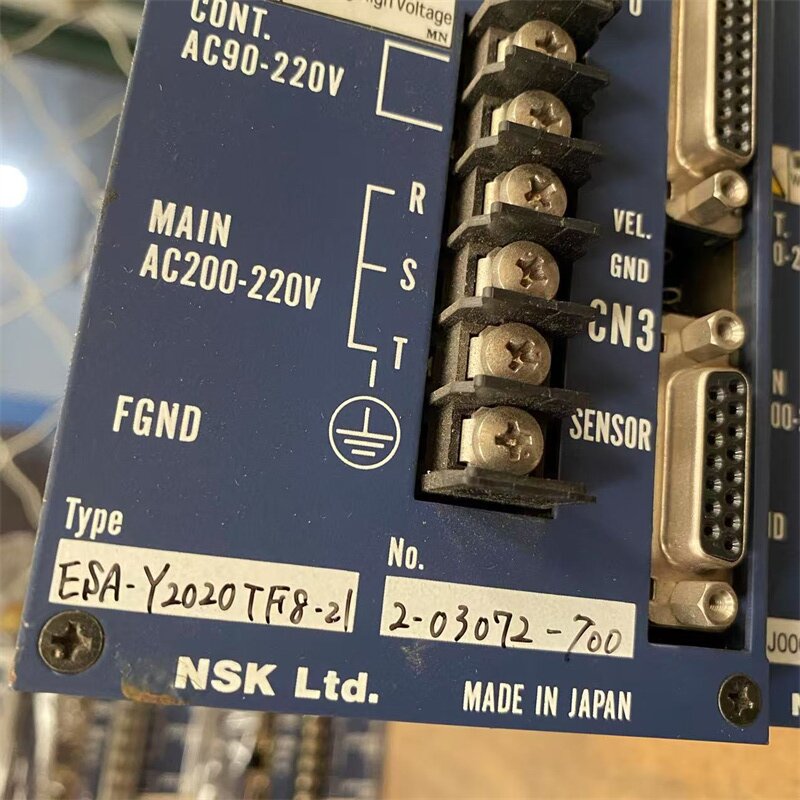 High Voltage
MN
CONT.
AC90-220V
R
MAIN
AC200-220V
S
T
VEL.
GND
CN3
SENSOR
FGND
Type
No.
ESA-Y2020TF8-21
2-03072-700
NSK Ltd.
MADE IN JAPAN